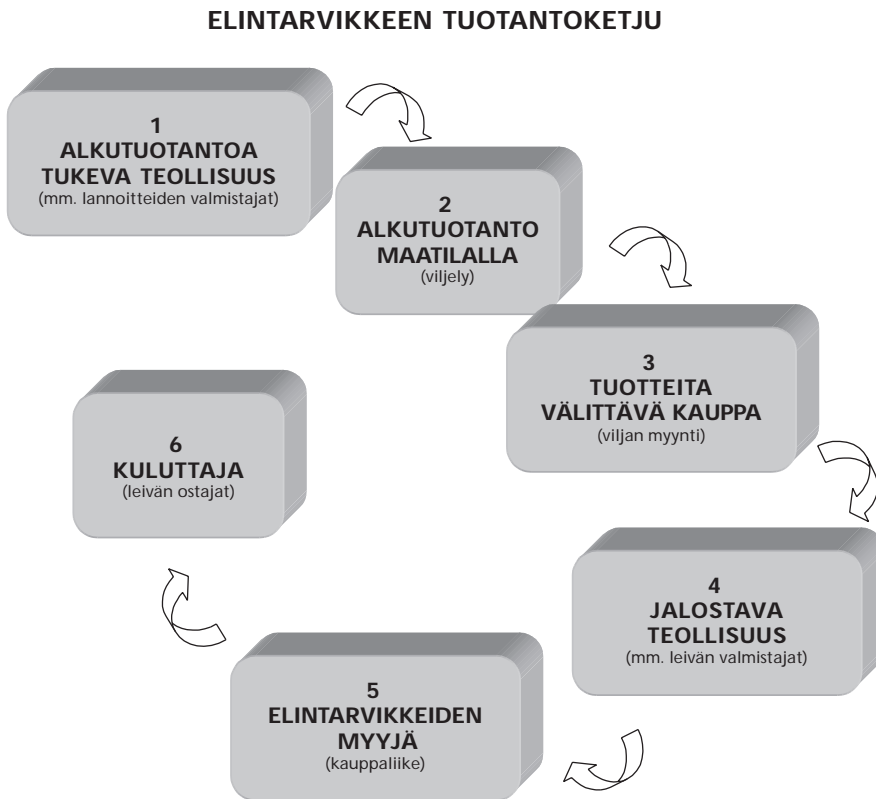 ELINTARVIKKEEN TUOTANTOKETJU
1
ALKUTUOTANTOA
TUKEVA TEOLLISUUS
(mm. lannoitteiden valmistajat)
2
ALKUTUOTANTO
MAATILALLA
(viljely)
3
TUOTTEITA
VÄLITTÄVÄ KAUPPA
(viljan myynti)
4
JALOSTAVA
TEOLLISUUS
(mm. leivän valmistajat)
5
ELINTARVIKKEIDEN
MYYJÄ
(kauppaliike)
6
KULUTTAJA
(leivän ostajat)